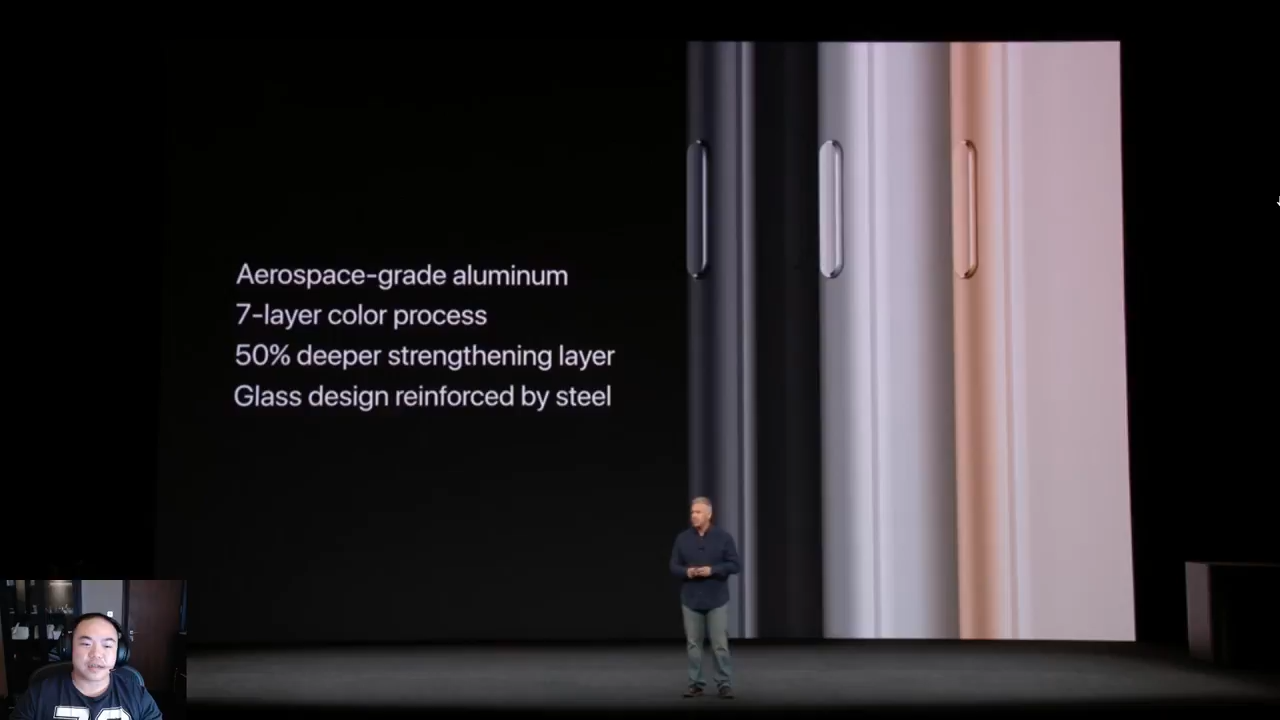 Aerospace-grade aluminum
7-layer color process
50% deeper strengthening layer
Glass design reinforced by steel